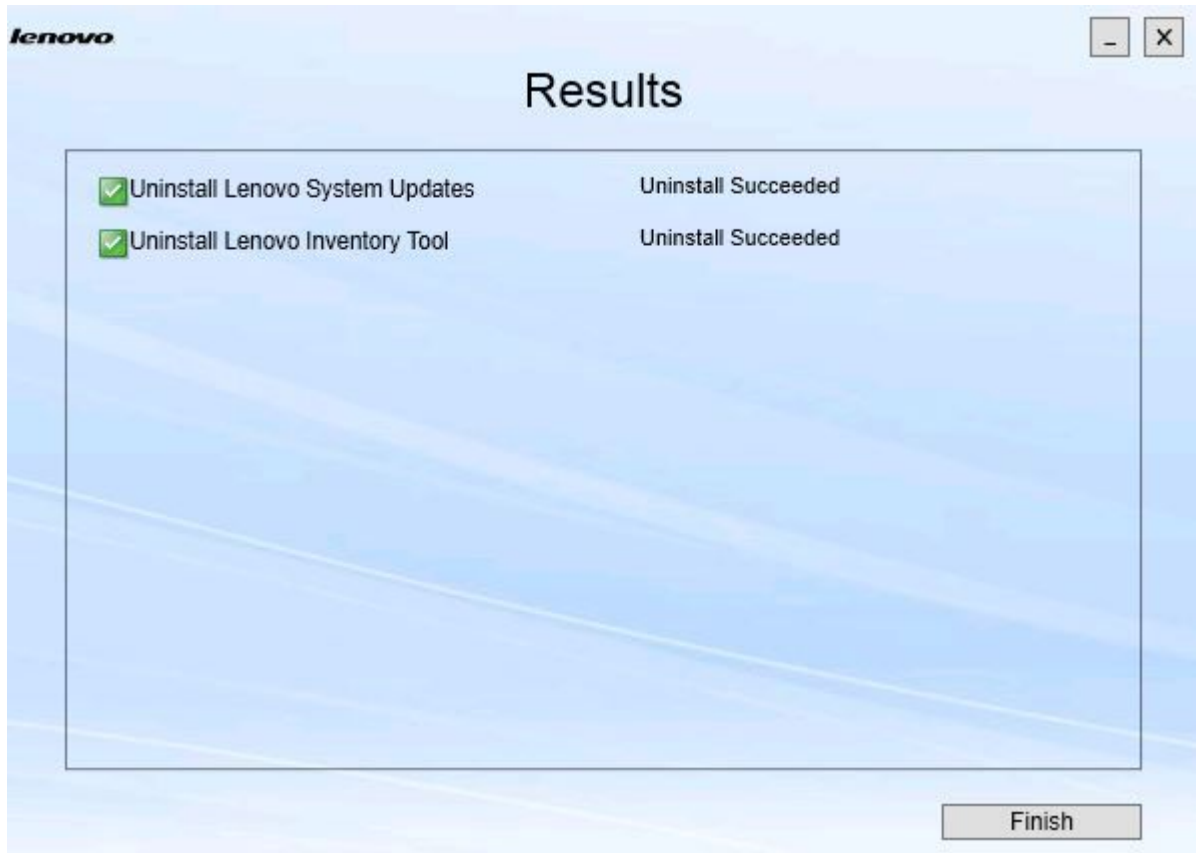 lenovo
_ X
Results
Uninstall Lenovo System Updates Uninstall Succeeded
Uninstall Lenovo Inventory Tool Uninstall Succeeded
Finish